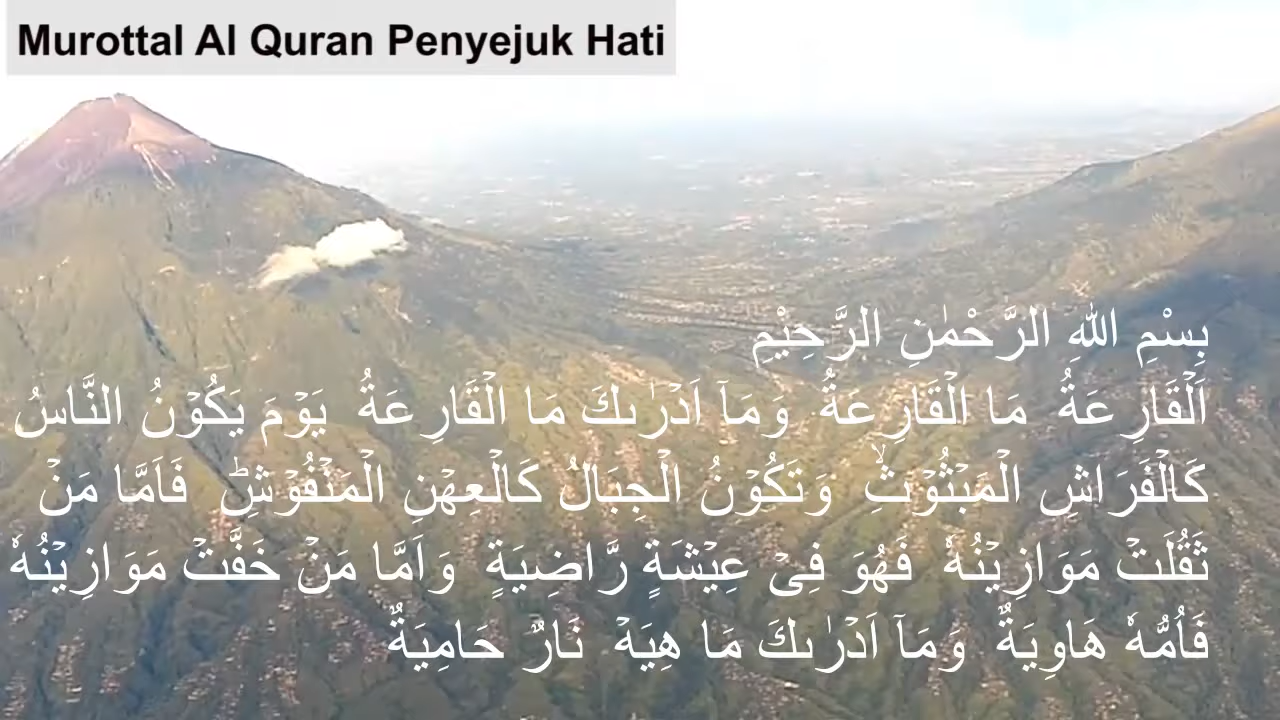 Murottal Al Quran Penyejuk Hati
بِسْمِ اللهِ الرَّحْمٰنِ الرَّحِيْمِ
اَلْقَارِعَةُ مَا الْقَارِعَةُ وَمَآ اَدْرٰىكَ مَا الْقَارِعَةُ يَوْمَ يَكُوْنُ النَّاسُ
كَالْفَرَاشِ الْمَبْثُوْثِۙ وَتَكُوْنُ الْجِبَالُ كَالْعِهْنِ الْمَنْفُوْشِۗ فَاَمَّا مَنْ
ثَقُلَتْ مَوَازِيْنُهٗ فَهُوَ فِيْ عِيْشَةٍ رَّاضِيَةٍ وَاَمَّا مَنْ خَفَّتْ مَوَازِيْنُهٗ
فَاُمُّهٗ هَاوِيَةٌ وَمَآ اَدْرٰىكَ مَا هِيَهْ نَارٌ حَامِيَةٌ